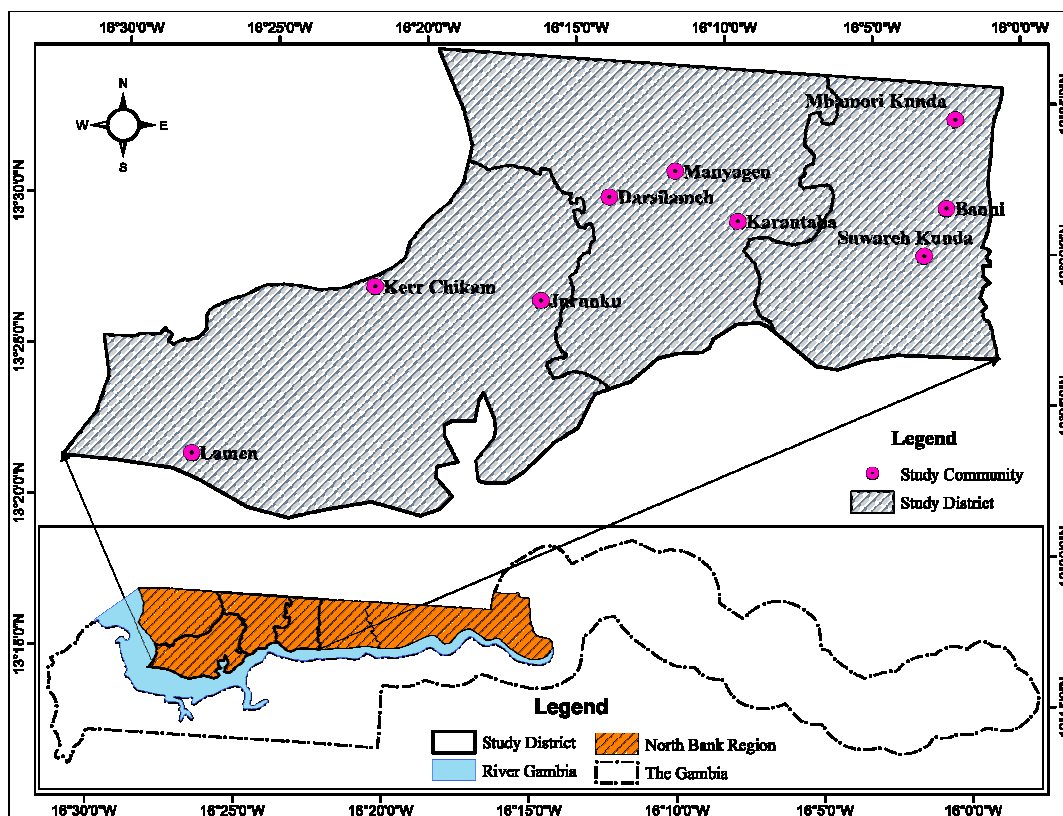 16°30'0"W 16°25'0"W 16°20'0"W 16°15'0"W 16°10'0"W 16°5'0"W 16°0'0"W
N
W E
S
Mbamori Kunda
13°30'0"N
Manyagen
Darsilameh
Banni
Karantaba
Suwareh Kunda
Kerr Chikam
Jurunku
13°25'0"N
Legend
Lamen
Study Community
13°20'0"N
Study District
13°15'0"N
Legend
Study District
North Bank Region
River Gambia
The Gambia
16°30'0"W 16°25'0"W 16°20'0"W 16°15'0"W 16°10'0"W 16°5'0"W 16°0'0"W